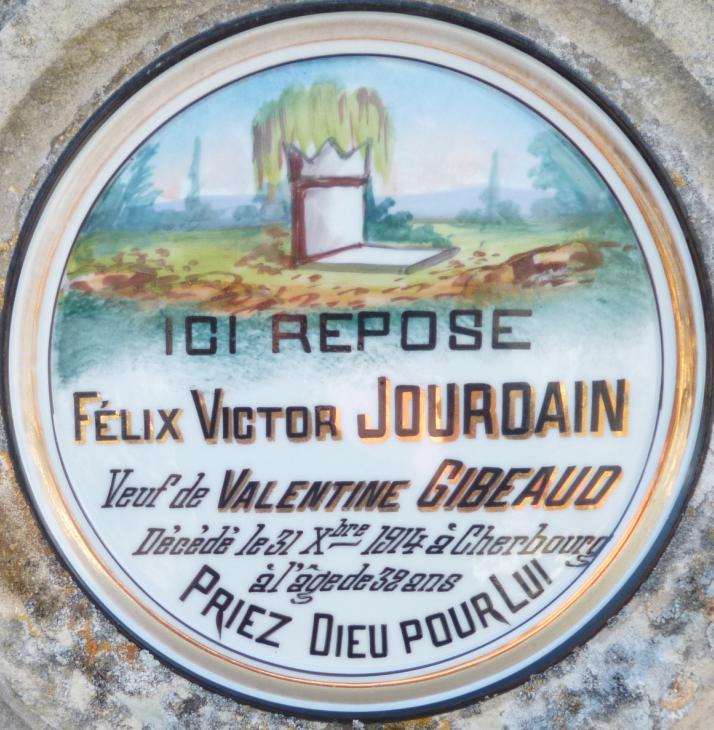 ICI REPOSE
FÉLIX VICTOR JOURDAIN
Veuf de VALENTINE GIBEAUD
Décédé le 31 Xbre 1914 à Cherbourg
à l'âge de 32 ans
PRIEZ DIEU POUR LUI